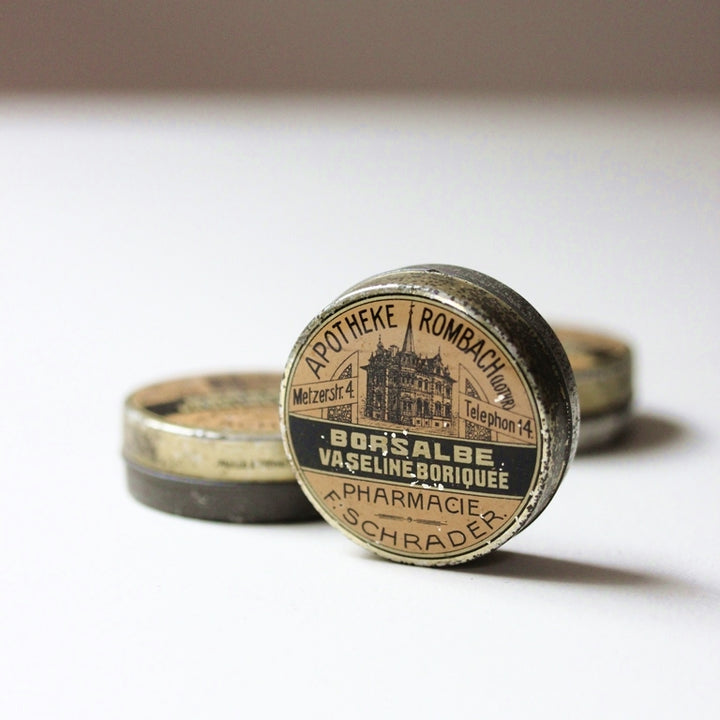 APOTHEKE ROMBACH (LOTHR)
Metzerstr. 4.
Telephon 14.
BORSALBE
VASELINE BORIQUÉE
PHARMACIE
F. SCHRADER